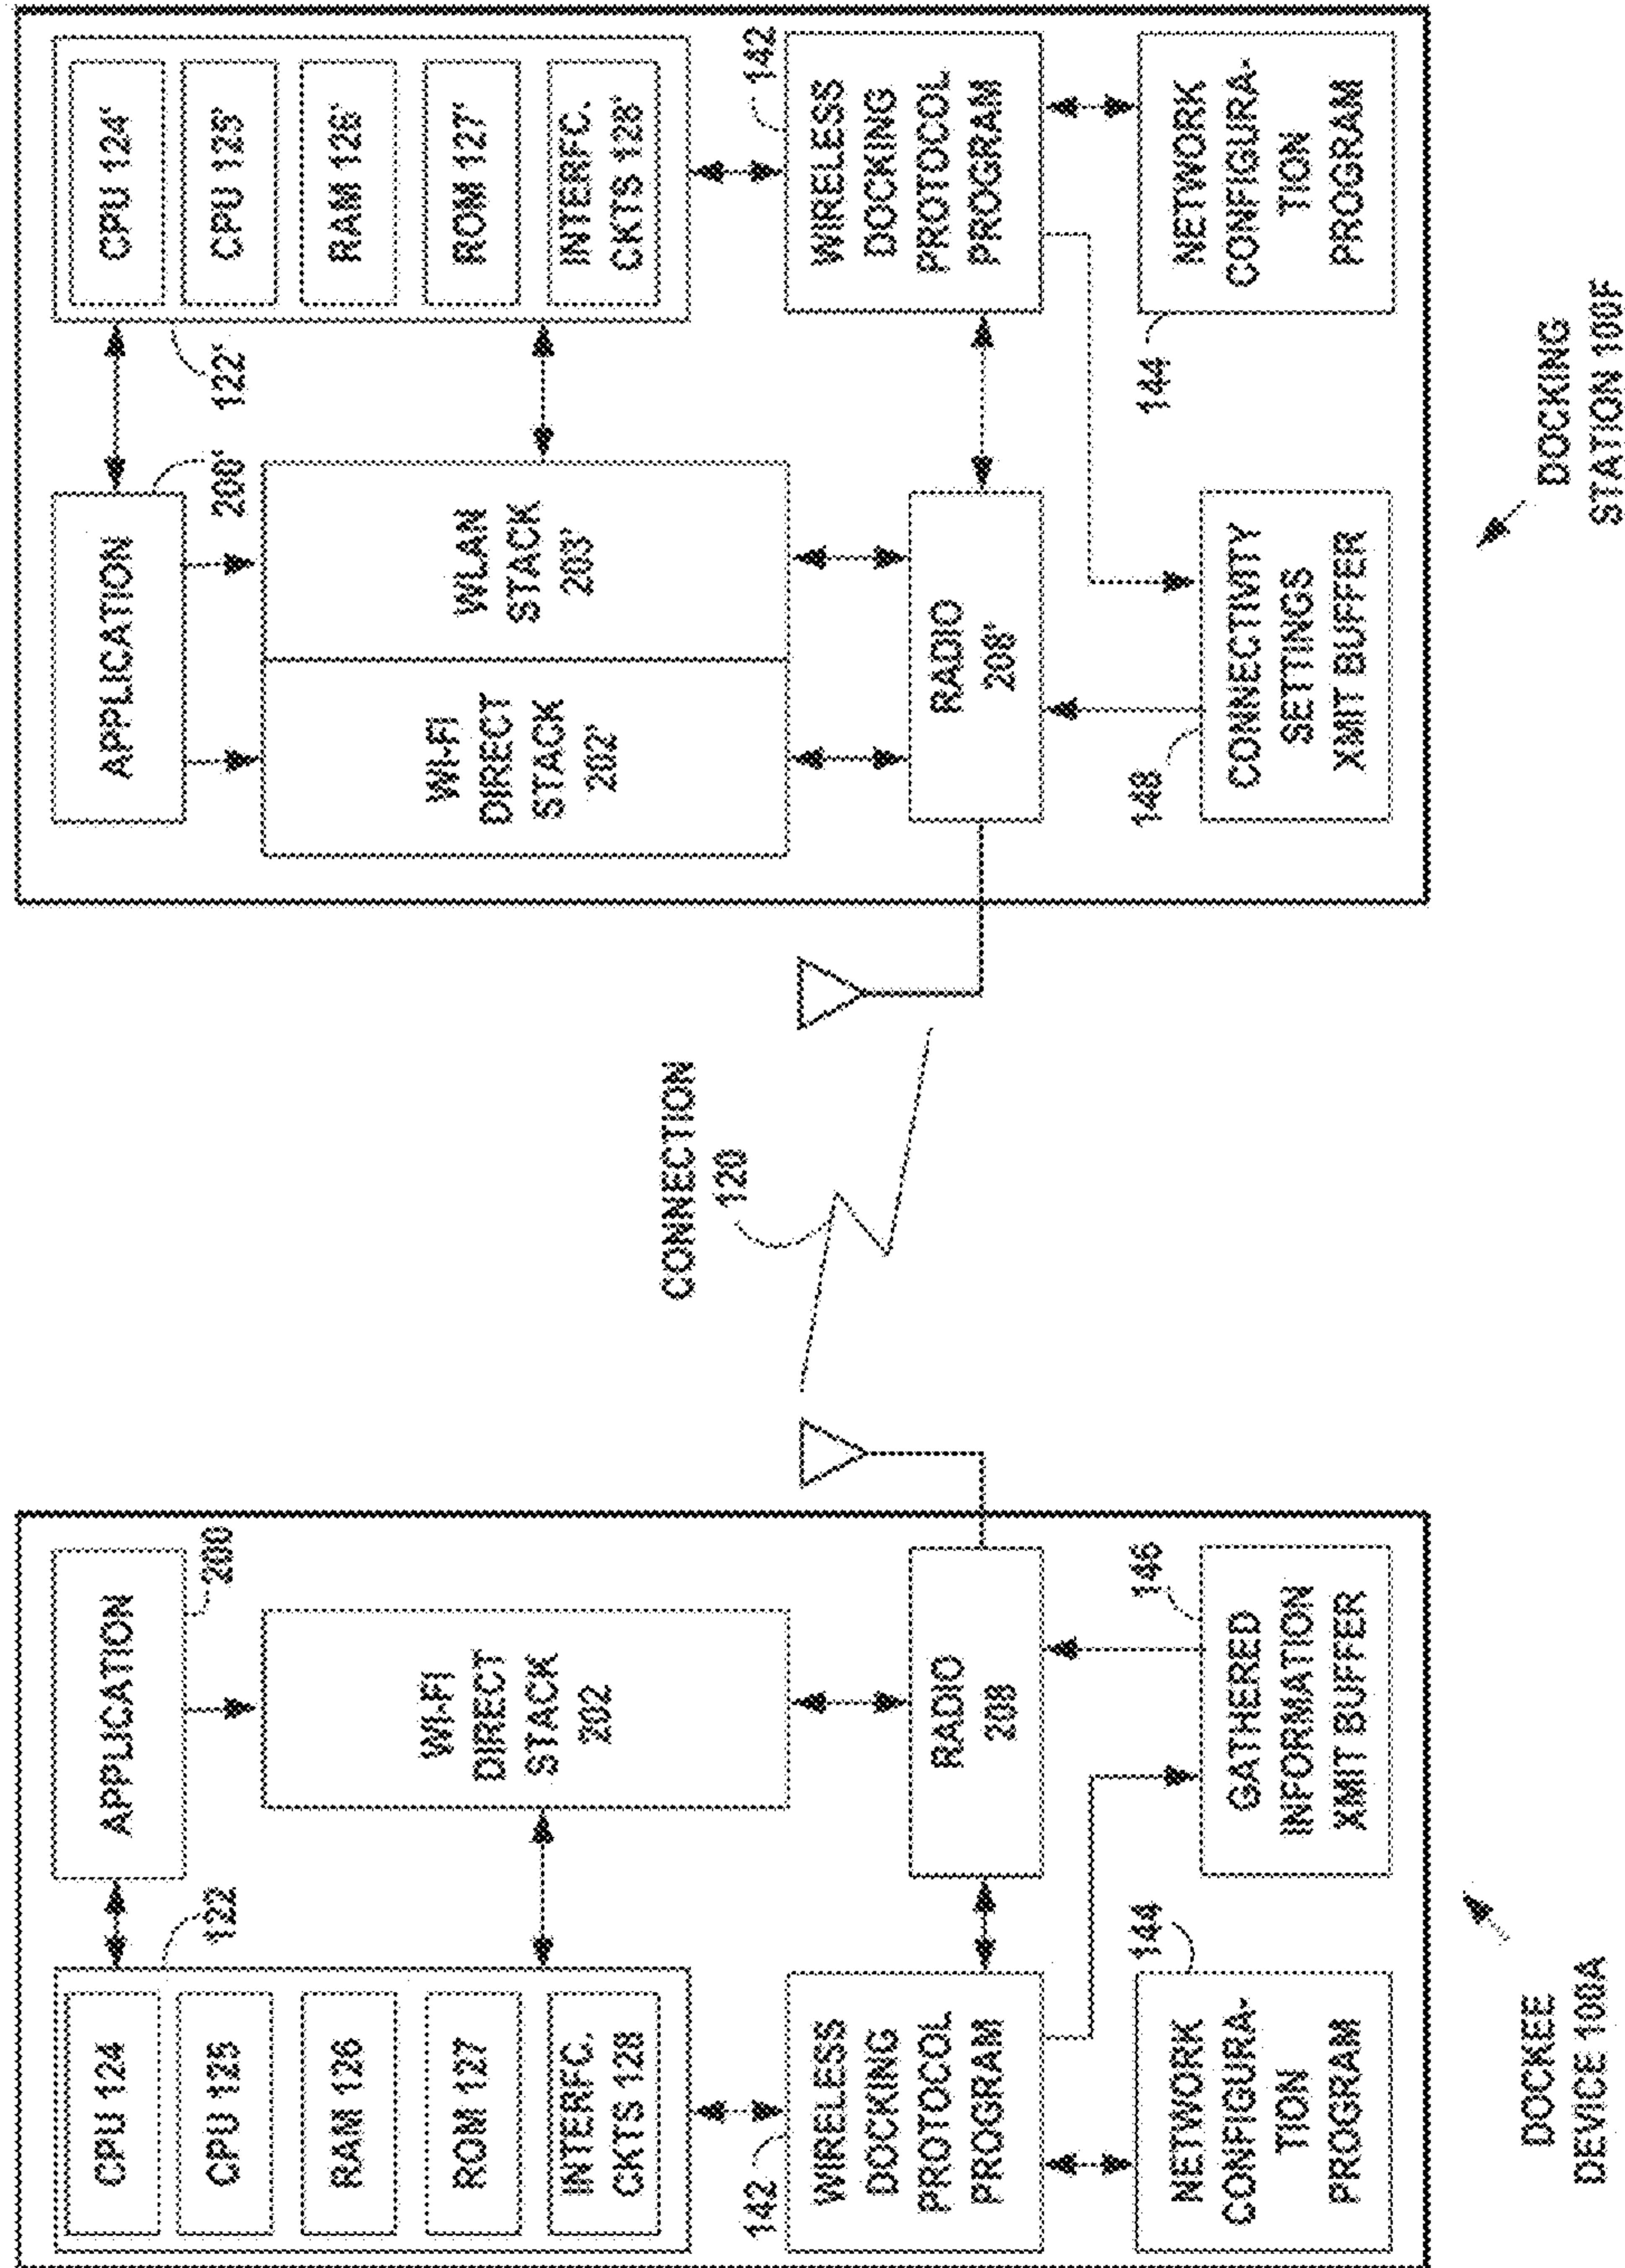 CPU 124
CPU 125
RAM 126
ROM 127
INTERFC.
CKTS 128
122
APPLICATION
200
WI-FI
DIRECT
STACK
202
142
WIRELESS
DOCKING
PROTOCOL
PROGRAM
RADIO
208
144
NETWORK
CONFIGURA-
TION
PROGRAM
146
GATHERED
INFORMATION
XMIT BUFFER
DOCKEE
DEVICE 100A
CONNECTION
120
APPLICATION
200'
CPU 124'
CPU 125'
RAM 126'
ROM 127'
INTERFC.
CKTS 128'
122'
WI-FI
DIRECT
STACK
202'
WLAN
STACK
203'
142
WIRELESS
DOCKING
PROTOCOL
PROGRAM
RADIO
208'
148
CONNECTIVITY
SETTINGS
XMIT BUFFER
144
NETWORK
CONFIGURA-
TION
PROGRAM
DOCKING
STATION 100F